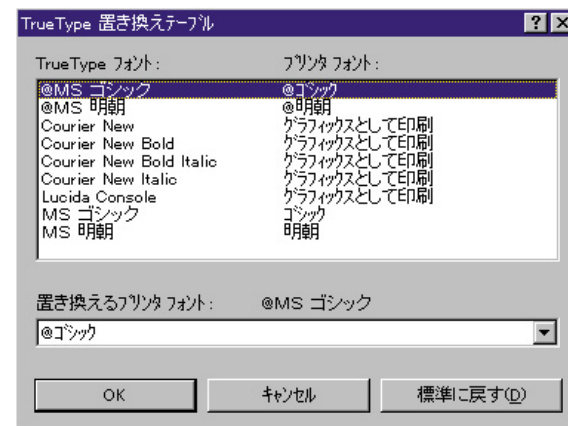 TrueType 置き換えテーブル
TrueType フォント： プリンタ フォント：
@MS ゴシック @ゴシック
@MS 明朝 @明朝
Courier New グラフィックスとして印刷
Courier New Bold グラフィックスとして印刷
Courier New Bold Italic グラフィックスとして印刷
Courier New Italic グラフィックスとして印刷
Lucida Console グラフィックスとして印刷
MS ゴシック ゴシック
MS 明朝 明朝
置き換えるプリンタ フォント： @MS ゴシック
@ゴシック
OK キャンセル 標準に戻す(D)